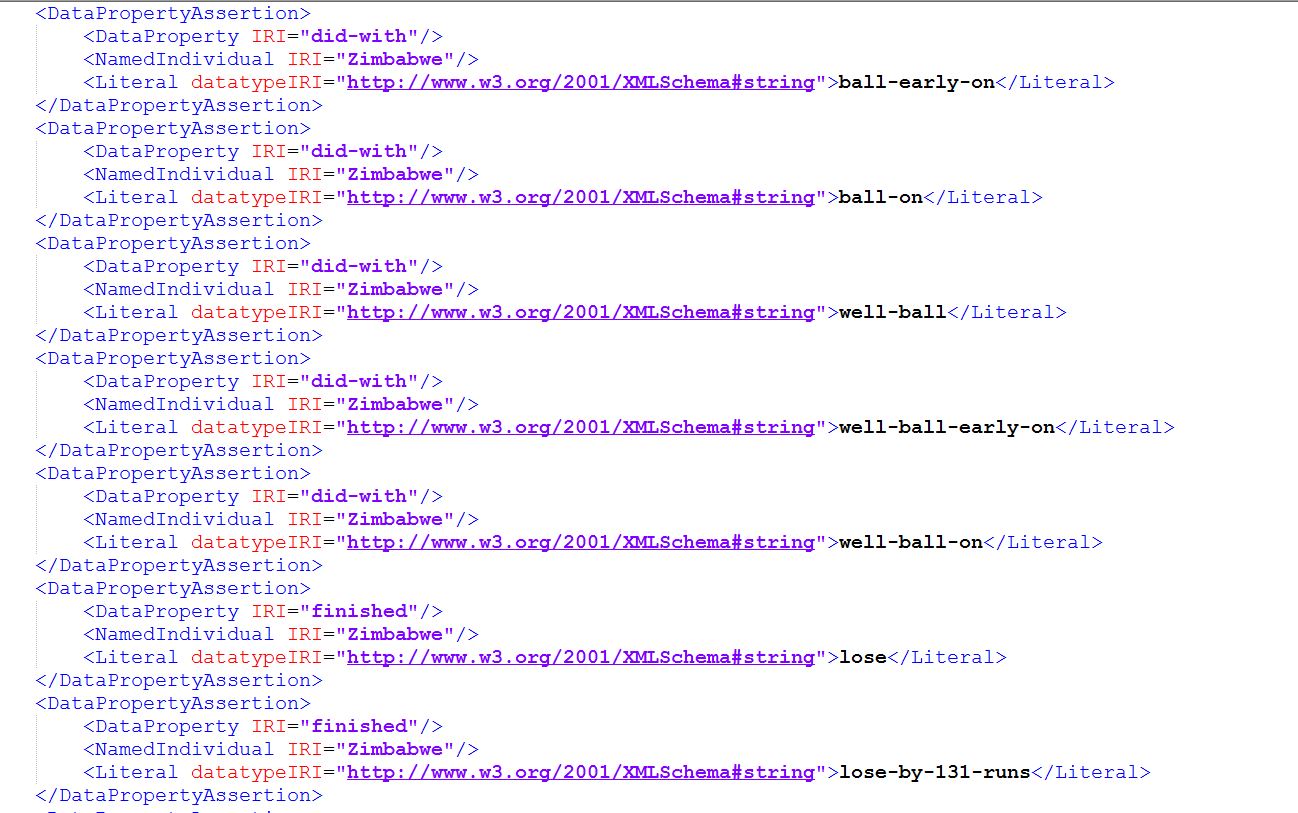 <DataPropertyAssertion>
<DataProperty IRI="did-with"/>
<NamedIndividual IRI="Zimbabwe"/>
<Literal datatypeIRI="http://www.w3.org/2001/XMLSchema#string">ball-early-on</Literal>
</DataPropertyAssertion>
<DataPropertyAssertion>
<DataProperty IRI="did-with"/>
<NamedIndividual IRI="Zimbabwe"/>
<Literal datatypeIRI="http://www.w3.org/2001/XMLSchema#string">ball-on</Literal>
</DataPropertyAssertion>
<DataPropertyAssertion>
<DataProperty IRI="did-with"/>
<NamedIndividual IRI="Zimbabwe"/>
<Literal datatypeIRI="http://www.w3.org/2001/XMLSchema#string">well-ball</Literal>
</DataPropertyAssertion>
<DataPropertyAssertion>
<DataProperty IRI="did-with"/>
<NamedIndividual IRI="Zimbabwe"/>
<Literal datatypeIRI="http://www.w3.org/2001/XMLSchema#string">well-ball-early-on</Literal>
</DataPropertyAssertion>
<DataPropertyAssertion>
<DataProperty IRI="did-with"/>
<NamedIndividual IRI="Zimbabwe"/>
<Literal datatypeIRI="http://www.w3.org/2001/XMLSchema#string">well-ball-on</Literal>
</DataPropertyAssertion>
<DataPropertyAssertion>
<DataProperty IRI="finished"/>
<NamedIndividual IRI="Zimbabwe"/>
<Literal datatypeIRI="http://www.w3.org/2001/XMLSchema#string">lose</Literal>
</DataPropertyAssertion>
<DataPropertyAssertion>
<DataProperty IRI="finished"/>
<NamedIndividual IRI="Zimbabwe"/>
<Literal datatypeIRI="http://www.w3.org/2001/XMLSchema#string">lose-by-131-runs</Literal>
</DataPropertyAssertion>